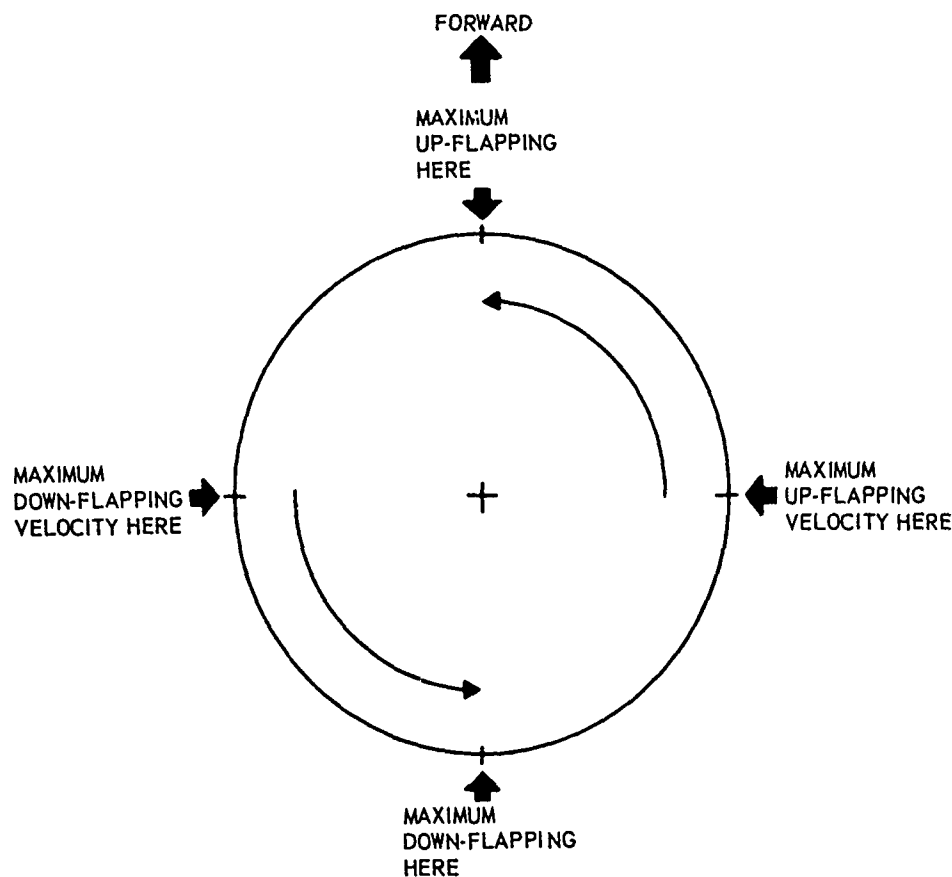 FORWARD
MAXIMUM
UP-FLAPPING
HERE
MAXIMUM
DOWN-FLAPPING
VELOCITY HERE
MAXIMUM
UP-FLAPPING
VELOCITY HERE
MAXIMUM
DOWN-FLAPPING
HERE